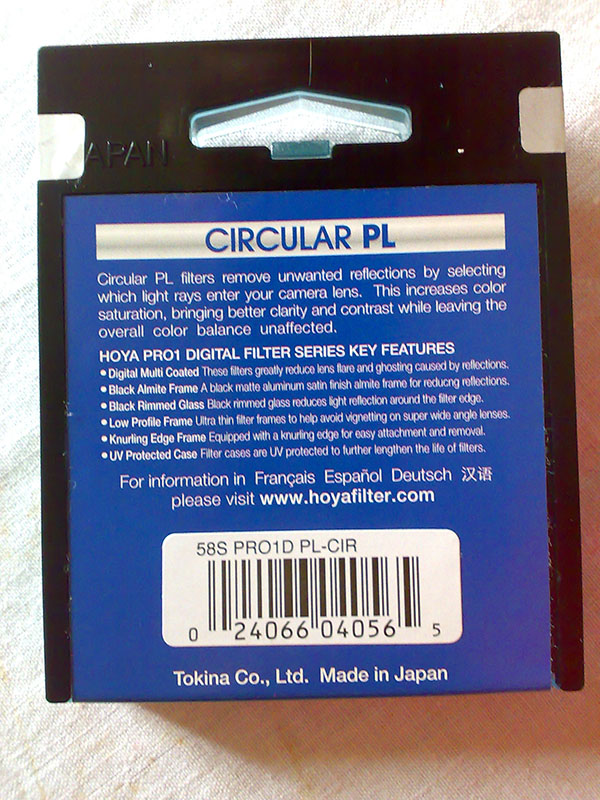 JAPAN
CIRCULAR PL
Circular PL filters remove unwanted reflections by selecting
which light rays enter your camera lens. This increases color
saturation, bringing better clarity and contrast while leaving the
overall color balance unaffected.
HOYA PRO1 DIGITAL FILTER SERIES KEY FEATURES
• Digital Multi Coated These filters greatly reduce lens flare and ghosting caused by reflections.
• Black Almite Frame A black matte aluminum satin finish almite frame for reducng reflections.
• Black Rimmed Glass Black rimmed glass reduces light reflection around the filter edge.
• Low Profile Frame Ultra thin filter frames to help avoid vignetting on super wide angle lenses.
• Knurling Edge Frame Equipped with a knurling edge for easy attachment and removal.
• UV Protected Case Filter cases are UV protected to further lengthen the life of filters.
For information in Français Español Deutsch 汉语
please visit www.hoyafilter.com
58S PRO1D PL-CIR
0 24066 04056 5
Tokina Co., Ltd. Made in Japan